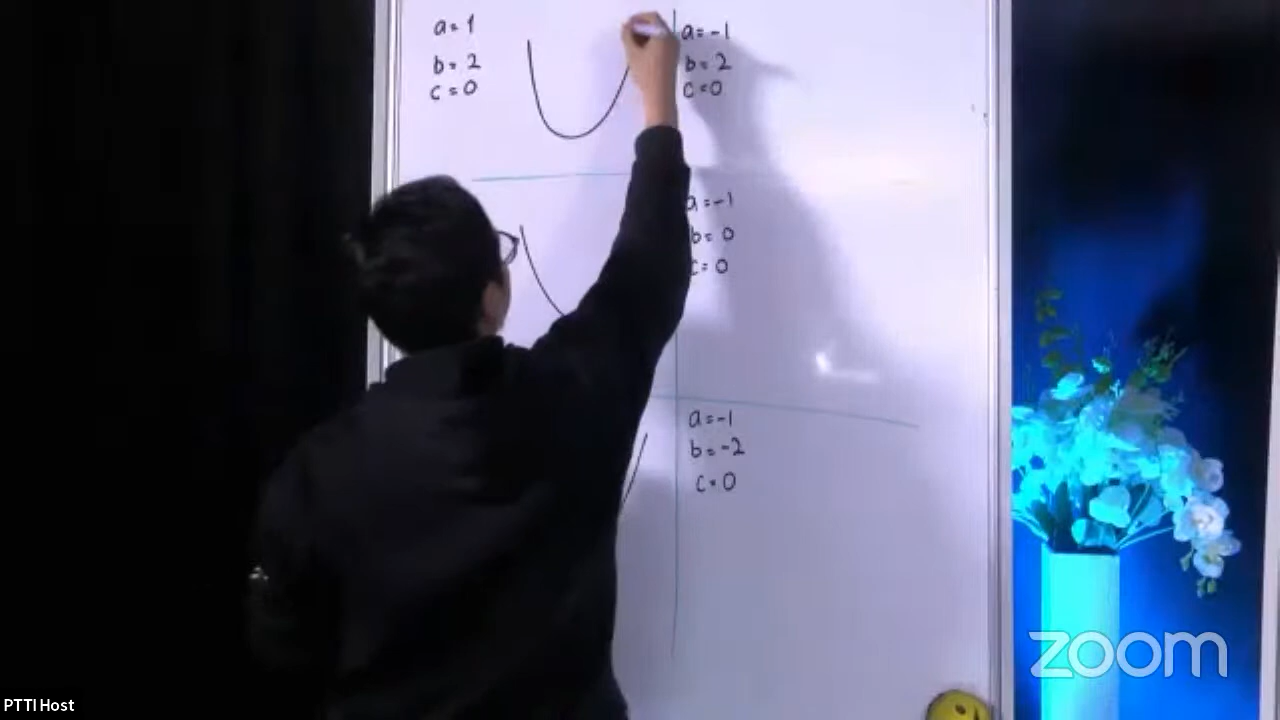 a = 1
b = 2
c = 0
a = -1
b = 2
c = 0
a = -1
b = 0
c = 0
a = -1
b = -2
c = 0
zoom
PTTI Host